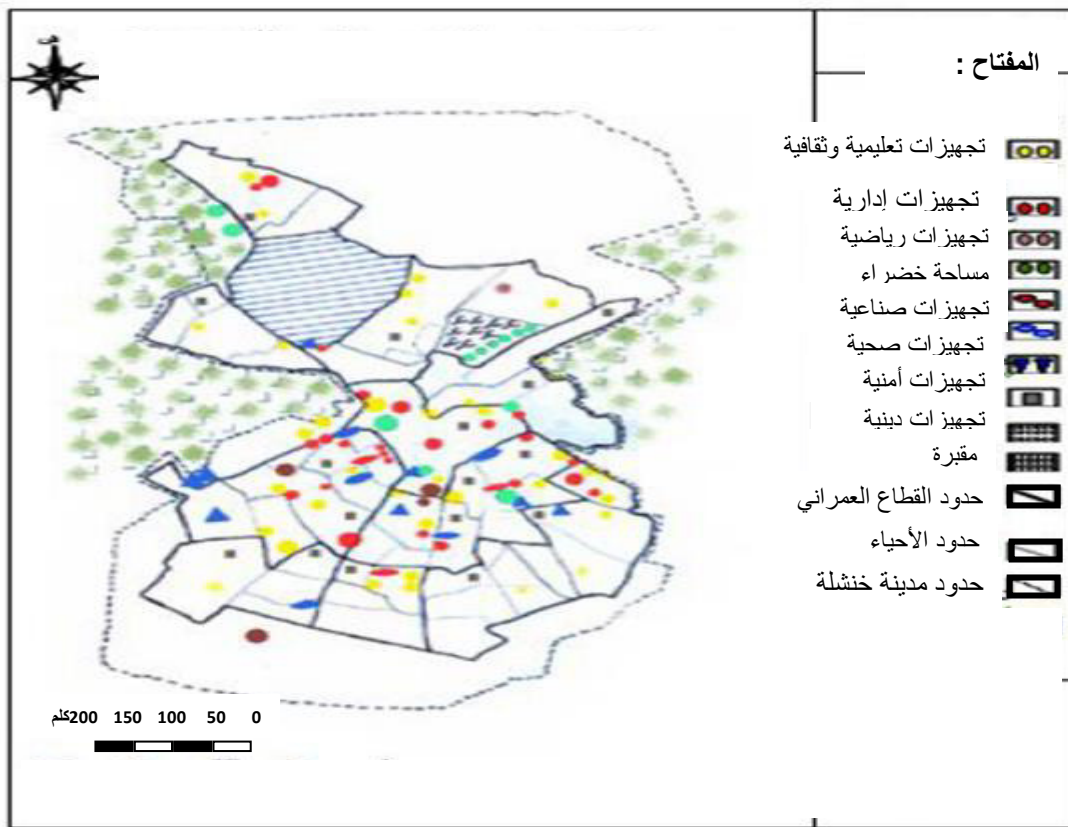 ش
المفتاح :
تجهيزات تعليمية وثقافية
تجهيزات إدارية
تجهيزات رياضية
مساحة خضراء
تجهيزات صناعية
تجهيزات صحية
تجهيزات أمنية
تجهيزات دينية
مقبرة
حدود القطاع العمراني
حدود الأحياء
حدود مدينة خنشلة
200كلم 150 100 50 0